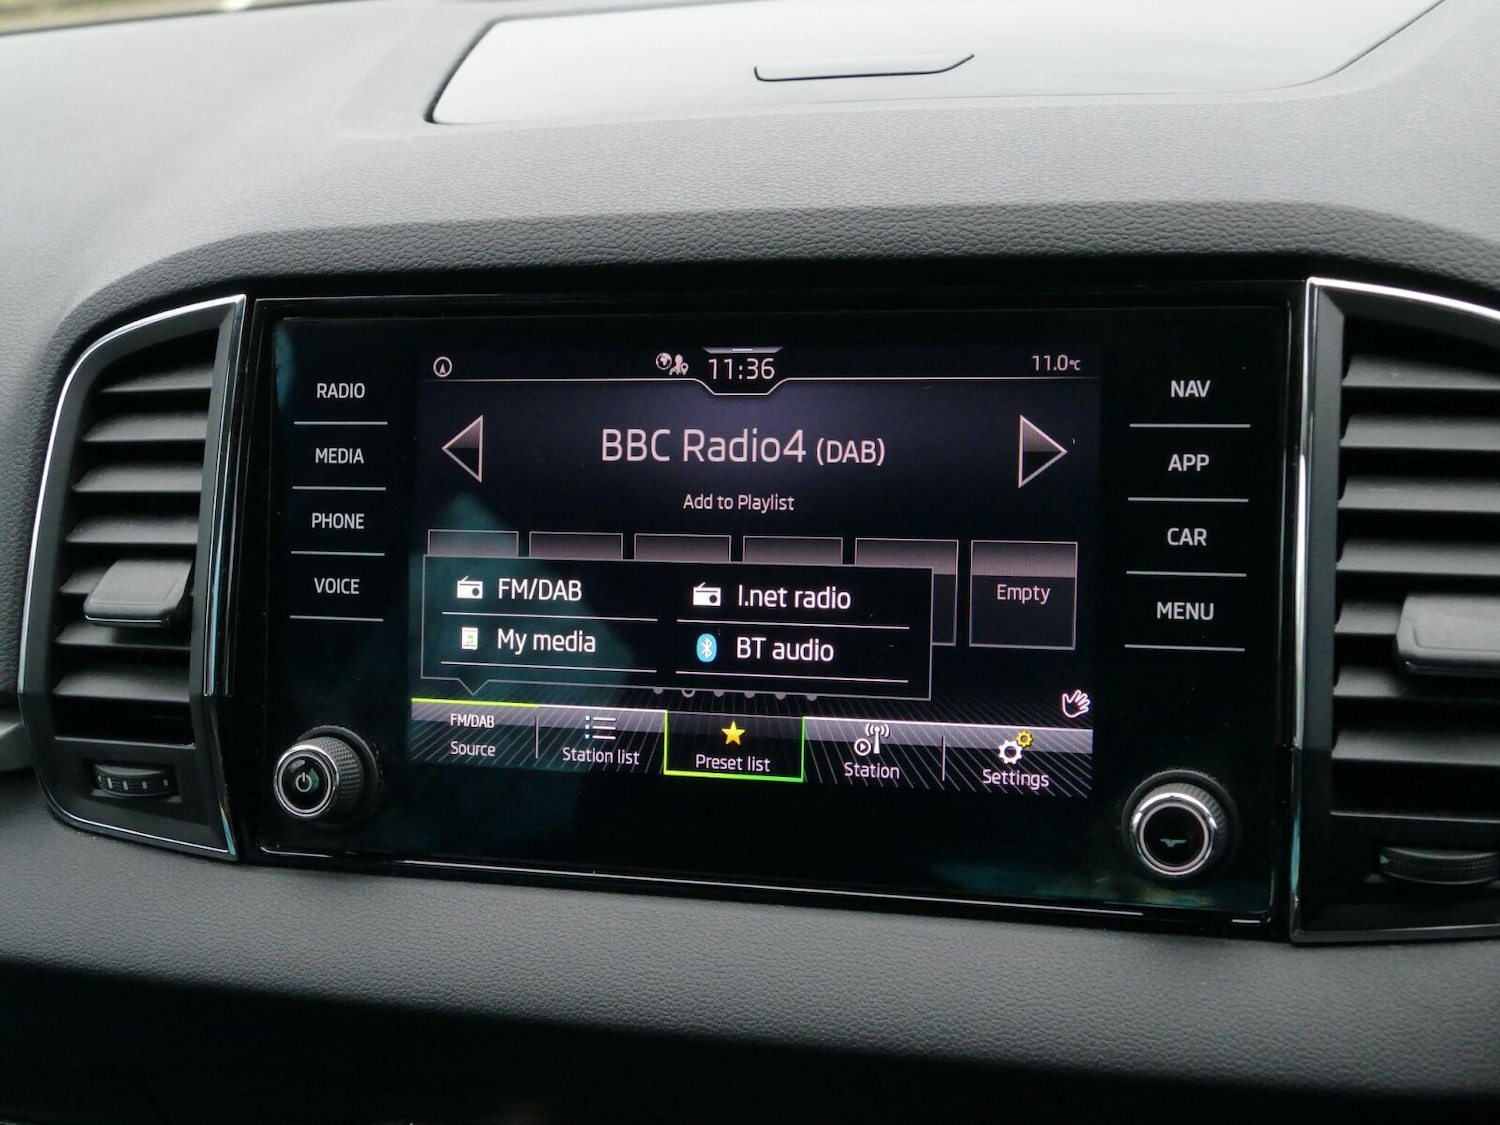 RADIO
MEDIA
PHONE
VOICE
11:36
11.0°C
BBC Radio4 (DAB)
Add to Playlist
FM/DAB
I.net radio
My media
BT audio
Empty
FM/DAB
Source
Station list
Preset list
Station
Settings
NAV
APP
CAR
MENU